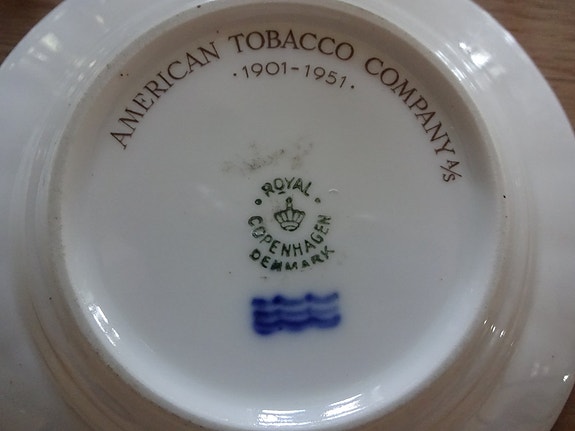 AMERICAN TOBACCO COMPANY A/S
·1901-1951·
· ROYAL ·
COPENHAGEN
DENMARK